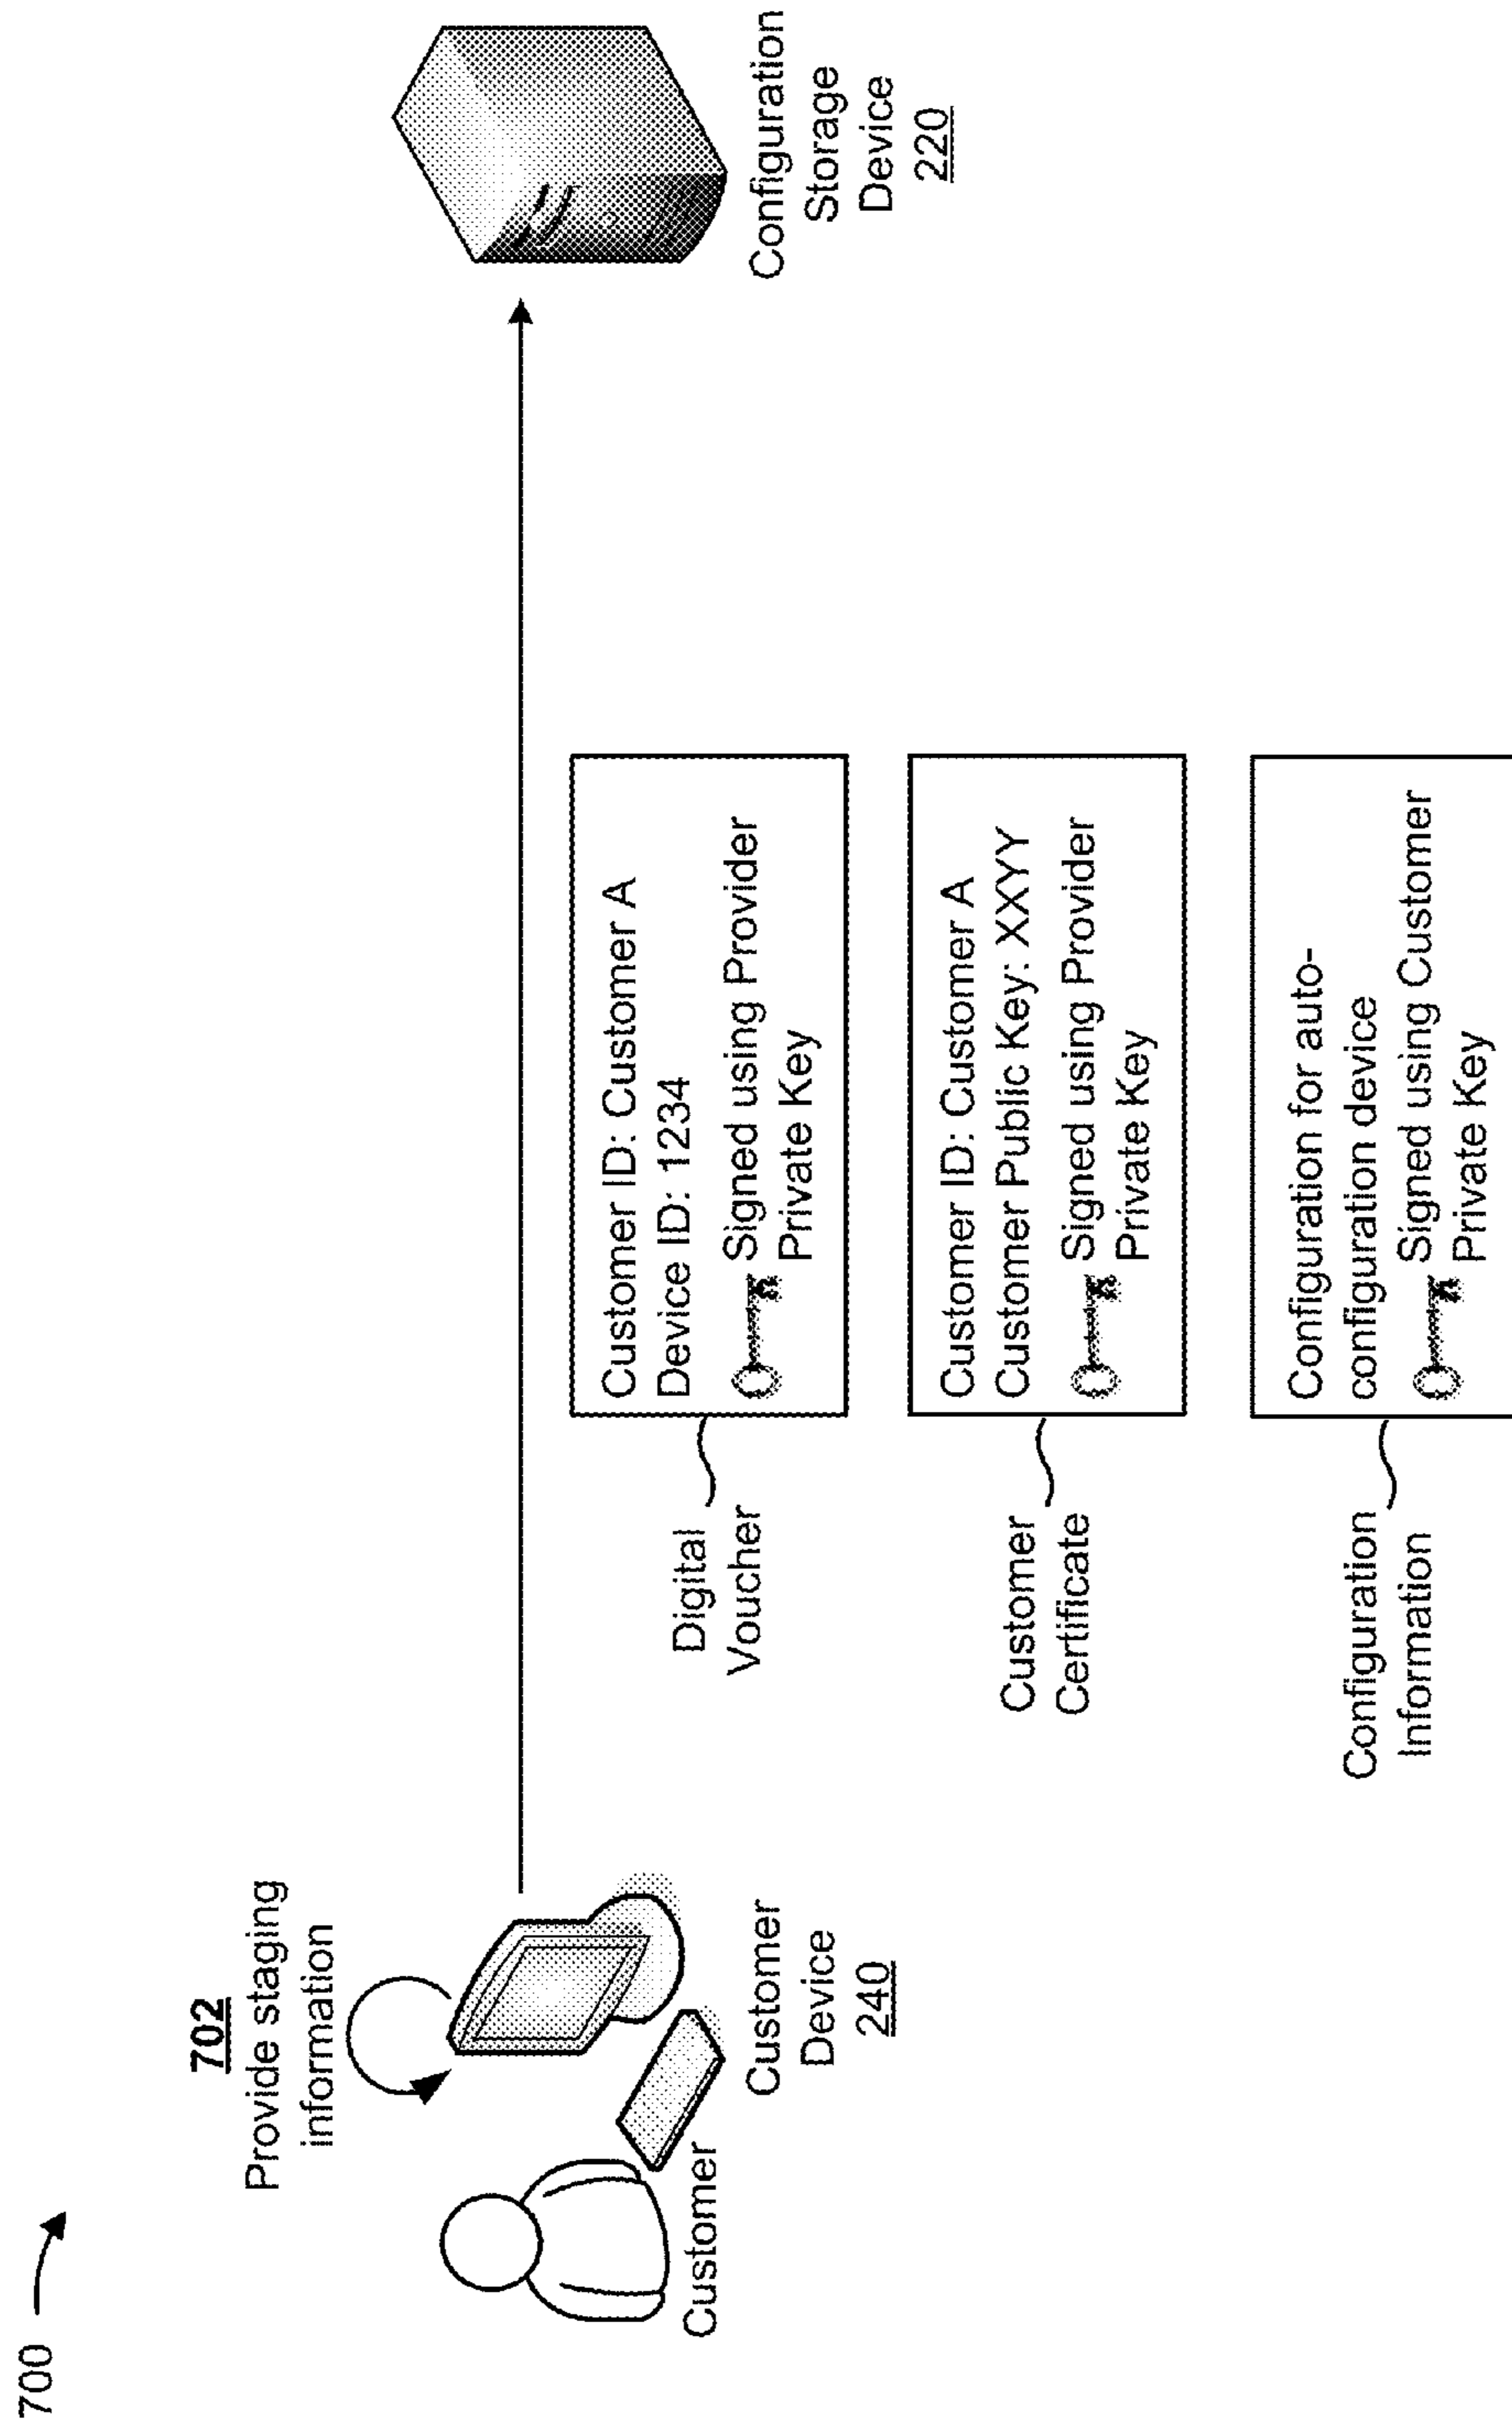 700
702
Provide staging
information
Customer
Customer
Device
240
Configuration
Storage
Device
220
Digital
Voucher
Customer ID: Customer A
Device ID: 1234
Signed using Provider
Private Key
Customer
Certificate
Customer ID: Customer A
Customer Public Key: XXYY
Signed using Provider
Private Key
Configuration
Information
Configuration for auto-
configuration device
Signed using Customer
Private Key